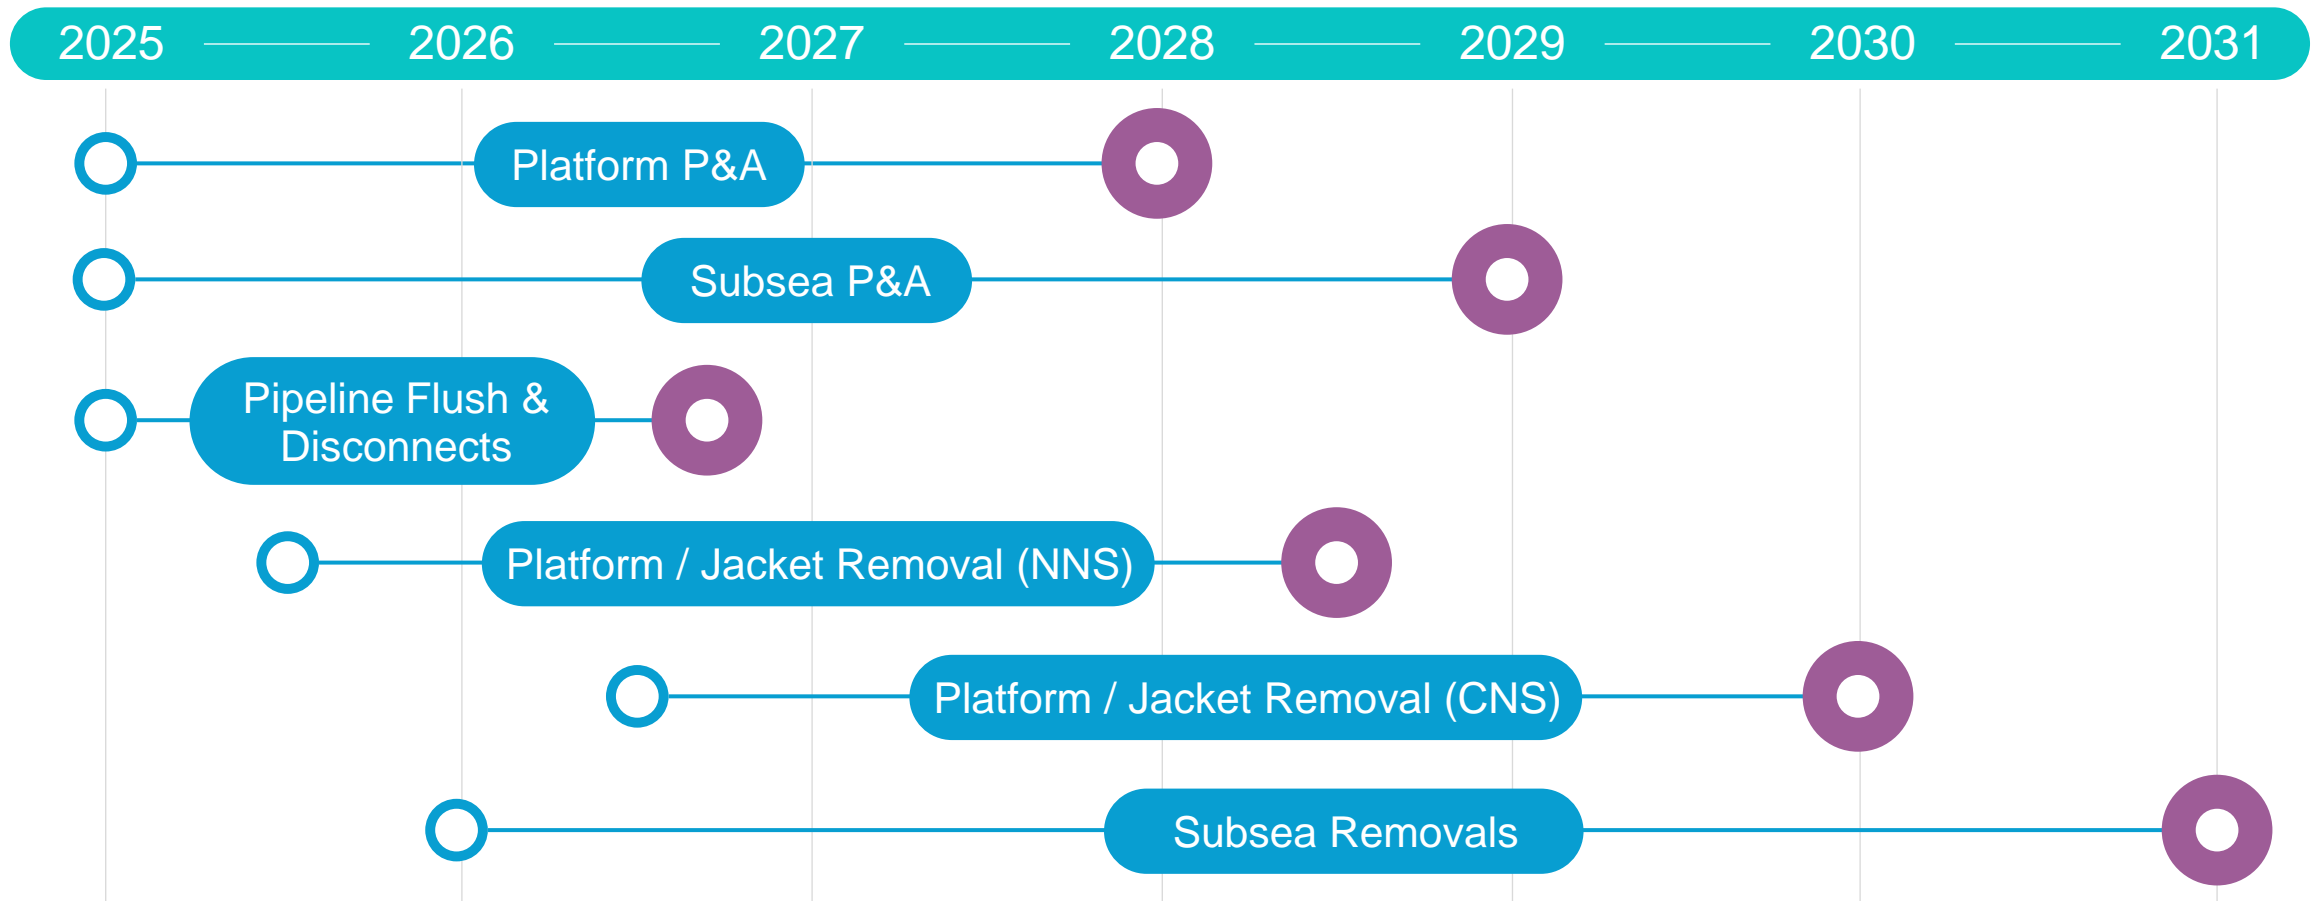 2025 2026 2027 2028 2029 2030 2031
Platform P&A
Subsea P&A
Pipeline Flush &
Disconnects
Platform / Jacket Removal (NNS)
Platform / Jacket Removal (CNS)
Subsea Removals